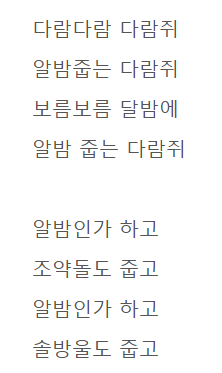 다람다람 다람쥐
알밤줍는 다람쥐
보름보름 달밤에
알밤 줍는 다람쥐

알밤인가 하고
조약돌도 줍고
알밤인가 하고
솔방울도 줍고